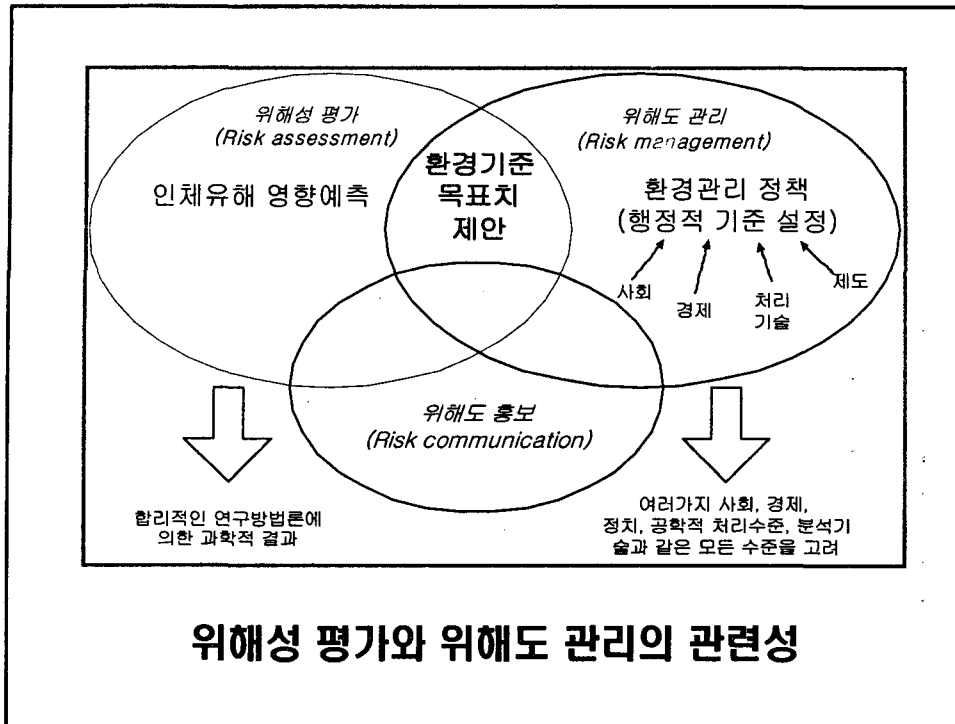 위해성 평가
(Risk assessment)
인체유해 영향예측
환경기준
목표치
제안
위해도 관리
(Risk management)
환경관리 정책
(행정적 기준 설정)
사회
경제
처리
기술
제도
위해도 홍보
(Risk communication)
합리적인 연구방법론에
의한 과학적 결과
여러가지 사회, 경제,
정치, 공학적 처리수준, 분석기
술과 같은 모든 수준을 고려
위해성 평가와 위해도 관리의 관련성